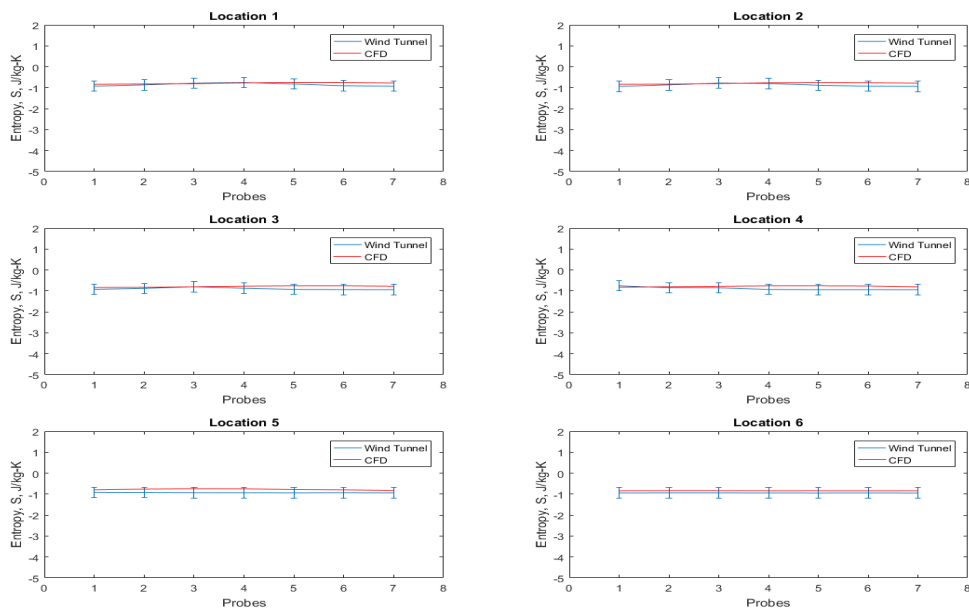 Location 1
Entropy, S, J/kg-K
2
1
0
-1
-2
-3
-4
-5
Wind Tunnel
CFD
0 1 2 3 4 5 6 7 8
Probes
Location 2
Entropy, S, J/kg-K
2
1
0
-1
-2
-3
-4
-5
Wind Tunnel
CFD
0 1 2 3 4 5 6 7 8
Probes
Location 3
Entropy, S, J/kg-K
2
1
0
-1
-2
-3
-4
-5
Wind Tunnel
CFD
0 1 2 3 4 5 6 7 8
Probes
Location 4
Entropy, S, J/kg-K
2
1
0
-1
-2
-3
-4
-5
Wind Tunnel
CFD
0 1 2 3 4 5 6 7 8
Probes
Location 5
Entropy, S, J/kg-K
2
1
0
-1
-2
-3
-4
-5
Wind Tunnel
CFD
0 1 2 3 4 5 6 7 8
Probes
Location 6
Entropy, S, J/kg-K
2
1
0
-1
-2
-3
-4
-5
Wind Tunnel
CFD
0 1 2 3 4 5 6 7 8
Probes